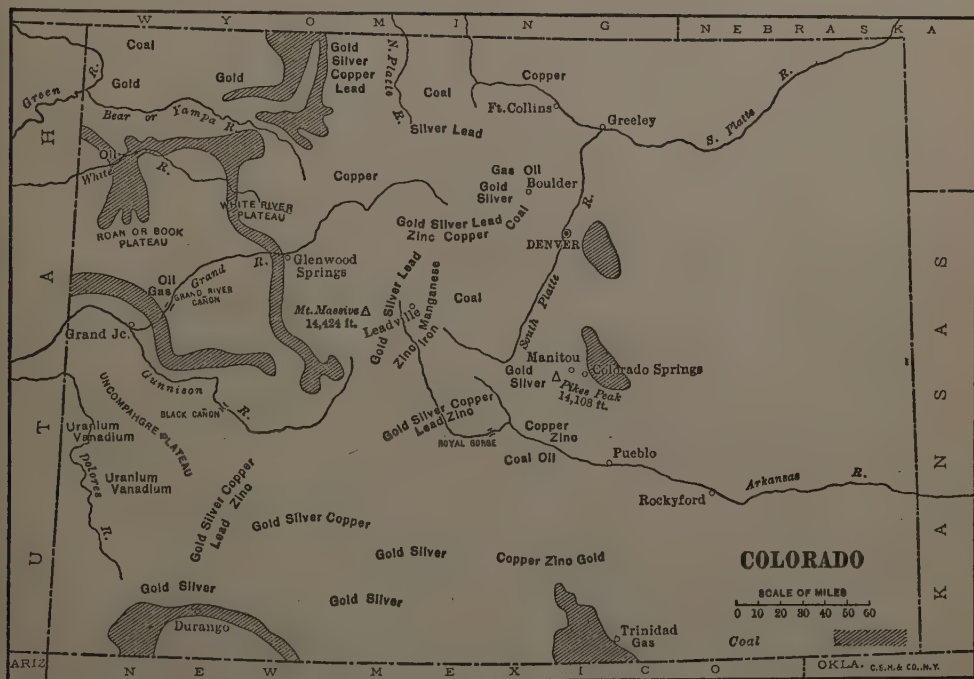 W Y O M I N G
N E B R A S K A
Coal
Gold
Gold
Gold
Silver
Copper
Lead
N. Platte
R.
Coal
Copper
Ft. Collins
Greeley
S. Platte
R.
Green
R.
Bear or Yampa R.
Silver Lead
Oil
White
R.
WHITE RIVER
PLATEAU
ROAN OR BOOK
PLATEAU
Copper
Gas Oil
Gold
Silver
Boulder
Coal
Gold Silver Lead
Zinc Copper
DENVER
South Platte
R.
Glenwood
Springs
Oil
Gas
Grand
R.
GRAND RIVER
CAÑON
Grand Jc.
Mt. Massive
14,424 ft.
Leadville
Gold
Silver Lead
Zinc
Iron
Manganese
Coal
Manitou
Colorado Springs
Gold
Silver
Pikes Peak
14,108 ft.
Gunnison
R.
BLACK CAÑON
UNCOMPAHGRE PLATEAU
Uranium
Vanadium
Uranium
Vanadium
Dolores
R.
Gold Silver Copper
Lead Zinc
ROYAL GORGE
Copper
Zinc
Coal Oil
Pueblo
Rockyford
Arkansas
R.
Gold Silver Copper
Lead Zinc
Gold Silver Copper
Gold Silver
Copper Zinc Gold
Gold Silver
Gold Silver
Durango
Trinidad
Gas
COLORADO
SCALE OF MILES
0 10 20 30 40 50 60
Coal
U T A H
K A N S A S
ARIZ
N E W M E X I C O
OKLA.
C.E.H.& CO., N.Y.